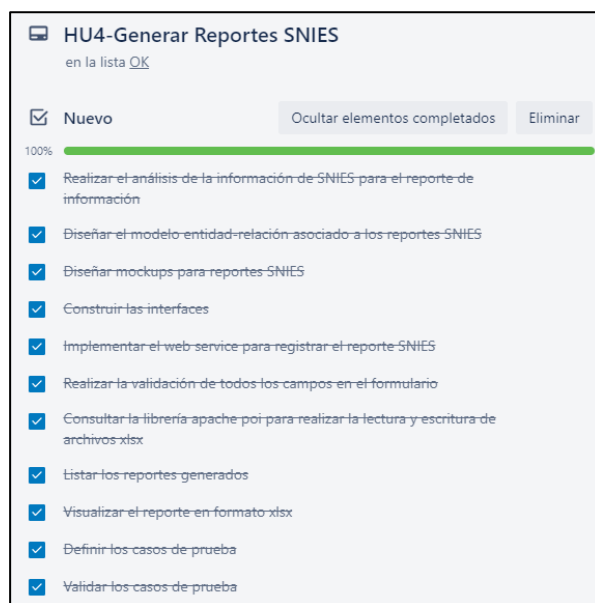 HU4-Generar Reportes SNIES
en la lista OK
Nuevo
Ocultar elementos completados
Eliminar
100%
Realizar el análisis de la información de SNIES para el reporte de
información
Diseñar el modelo entidad-relación asociado a los reportes SNIES
Diseñar mockups para reportes SNIES
Construir las interfaces
Implementar el web service para registrar el reporte SNIES
Realizar la validación de todos los campos en el formulario
Consultar la librería apache poi para realizar la lectura y escritura de
archivos xlsx
Listar los reportes generados
Visualizar el reporte en formato xlsx
Definir los casos de prueba
Validar los casos de prueba